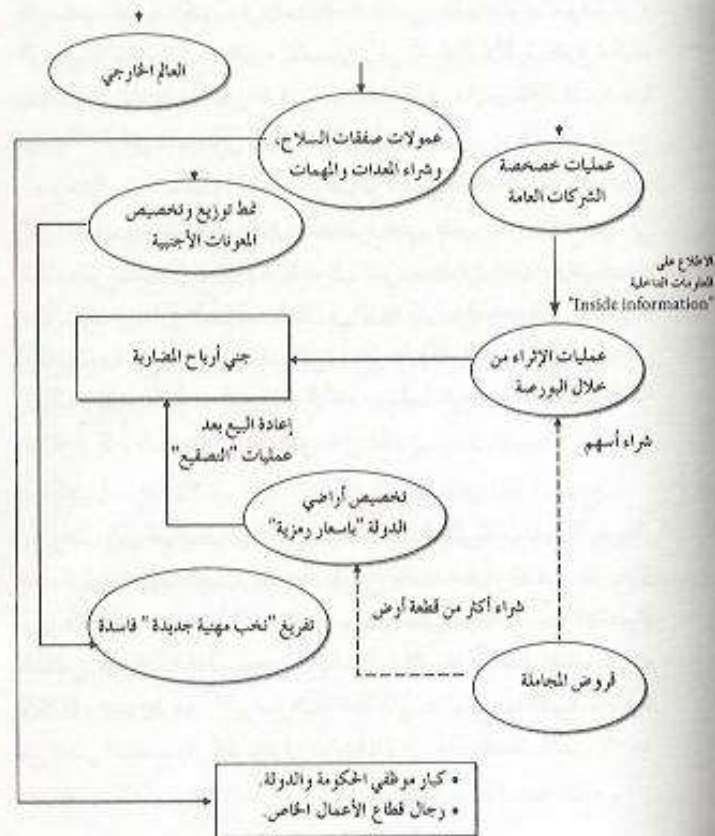 العالم الخارجي
عمولات صفقات السلاح،
وشراء المعدات والمهمات
عمليات خصخصة
الشركات العامة
نمط توزيع وتخصيص
المعونات الأجنبية
الاطلاع على
المعلومات الداخلية
"Inside information"
عمليات الإثراء من
خلال البورصة
جني أرباح المضاربة
إعادة البيع بعد
عمليات "التصقيع"
شراء أسهم
تخصيص أراضي
الدولة "بأسعار رمزية"
شراء أكثر من قطعة أرض
تفريغ "نخب مهنية جديدة" فاسدة
قروض المجاملة
• كبار موظفي الحكومة والدولة.
• رجال قطاع الأعمال الخاص.